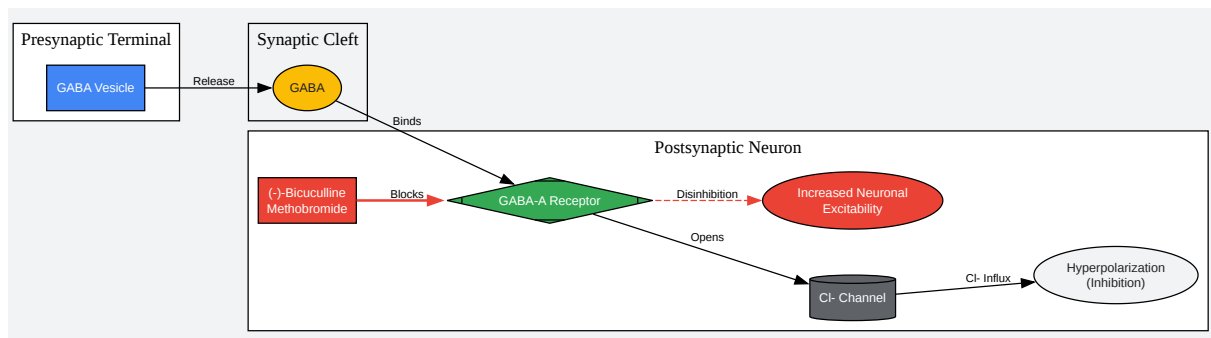 Presynaptic Terminal
Synaptic Cleft
GABA Vesicle
Release
GABA
Binds
Postsynaptic Neuron
(-)-Bicuculline
Methobromide
Blocks
GABA-A Receptor
Disinhibition
Increased Neuronal
Excitability
Opens
Cl- Channel
Cl- Influx
Hyperpolarization
(Inhibition)